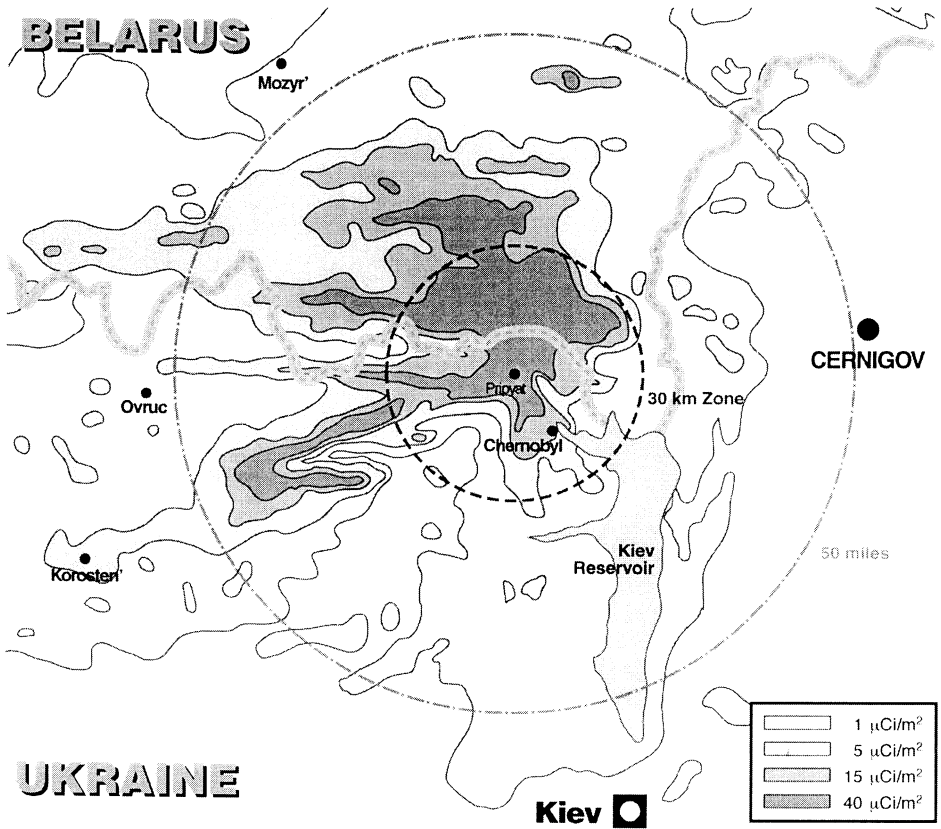 BELARUS
Mozyr'
CERNIGOV
Pripyat
30 km Zone
Ovruc
Chernobyl
50 miles
Kiev
Reservoir
Korosten'
1 µCi/m²
5 µCi/m²
15 µCi/m²
40 µCi/m²
UKRAINE
Kiev